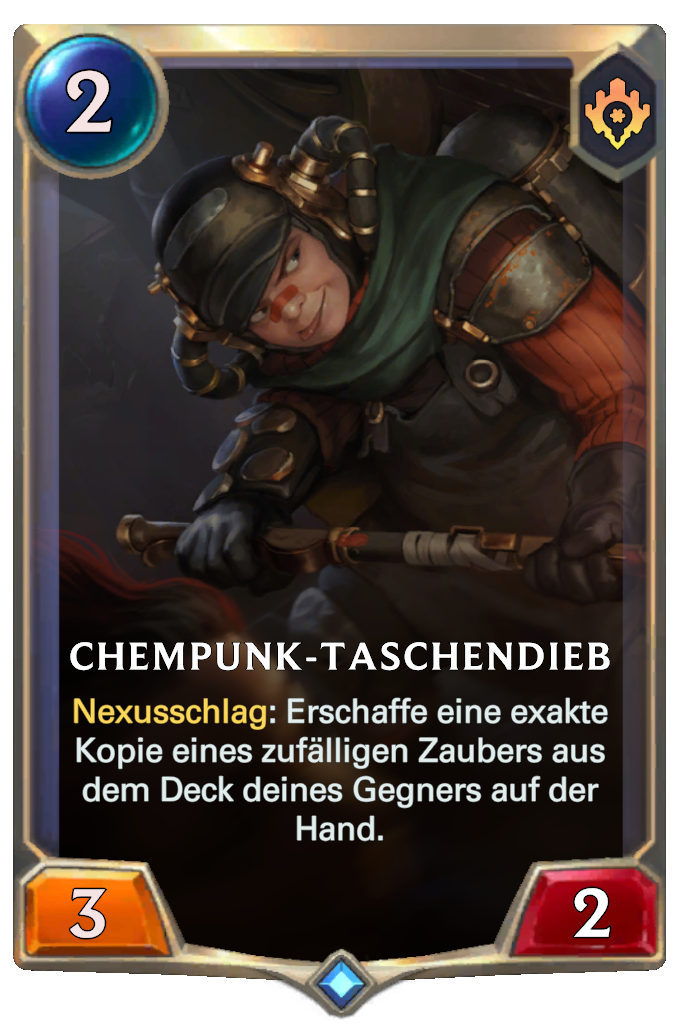 2
CHEMPUNK-TASCHENDIEB
Nexusschlag: Erschaffe eine exakte
Kopie eines zufälligen Zaubers aus
dem Deck deines Gegners auf der
Hand.
3
2